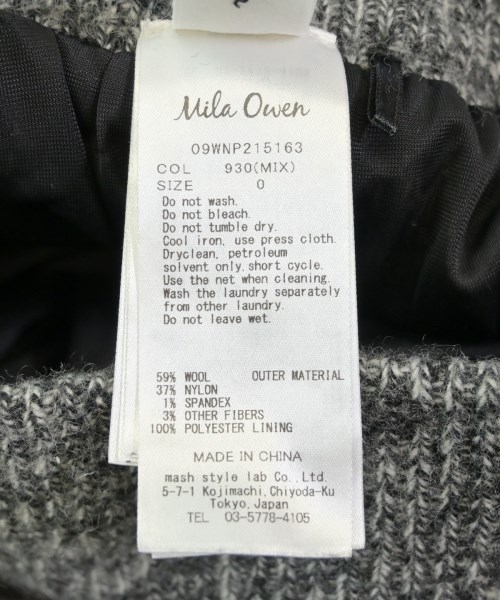 Mila Owen
09WNP215163
COL 930(MIX)
SIZE 0
Do not wash.
Do not bleach.
Do not tumble dry.
Cool iron, use press cloth.
Dryclean, petroleum
solvent only.short cycle.
Use the net when cleaning.
Wash the laundry separately
from other laundry.
Do not leave wet.
59% WOOL OUTER MATERIAL
37% NYLON
1% SPANDEX
3% OTHER FIBERS
100% POLYESTER LINING
MADE IN CHINA
mash style lab Co.,Ltd.
5-7-1 Kojimachi,Chiyoda-Ku
Tokyo,Japan
TEL 03-5778-4105